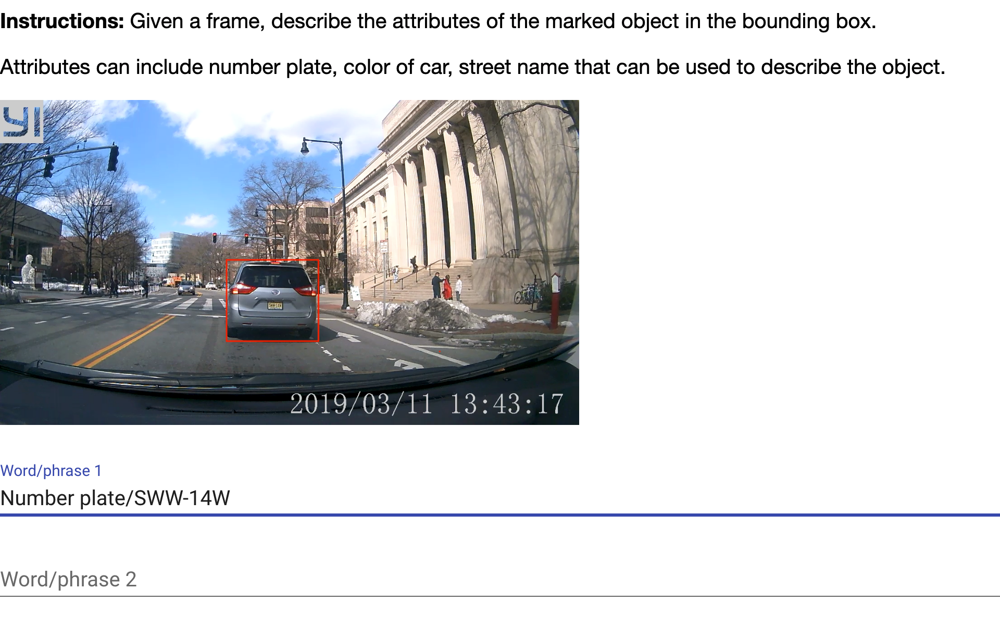 Instructions: Given a frame, describe the attributes of the marked object in the bounding box.
Attributes can include number plate, color of car, street name that can be used to describe the object.
YI
2019/03/11 13:43:17
Word/phrase 1
Number plate/SWW-14W
Word/phrase 2